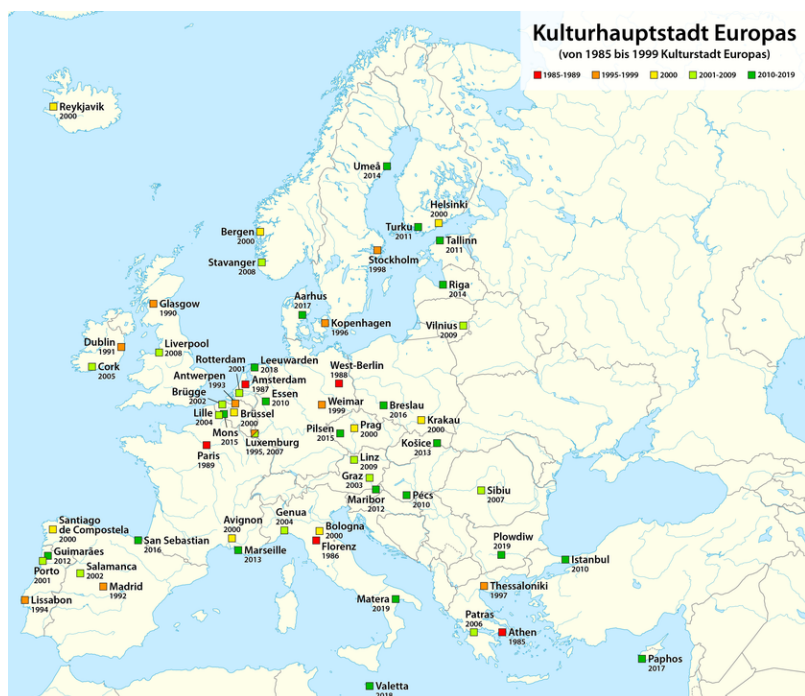 Kulturhauptstadt Europas
(von 1985 bis 1999 Kulturstadt Europas)
1985-1989 1995-1999 2000 2001-2009 2010-2019
Reykjavik
2000
Umeå
2014
Helsinki
2000
Turku
2011
Tallinn
2011
Bergen
2000
Stavanger
2008
Stockholm
1998
Riga
2014
Aarhus
2017
Kopenhagen
1996
Vilnius
2009
Glasgow
1990
Dublin
1991
Liverpool
2008
Cork
2005
Rotterdam
2001
Leeuwarden
2018
Antwerpen
1993
Amsterdam
1987
West-Berlin
1988
Brügge
2002
Essen
2010
Weimar
1999
Breslau
2016
Lille
2004
Brüssel
2000
Mons
2015
Luxemburg
1995, 2007
Pilsen
2015
Prag
2000
Krakau
2000
Košice
2013
Paris
1989
Linz
2009
Graz
2003
Maribor
2012
Pécs
2010
Sibiu
2007
Santiago
de Compostela
2000
San Sebastian
2016
Avignon
2000
Genua
2004
Bologna
2000
Florenz
1986
Marseille
2013
Guimarães
2012
Porto
2001
Salamanca
2002
Madrid
1992
Lissabon
1994
Plowdiw
2019
Istanbul
2010
Thessaloniki
1997
Matera
2019
Patras
2006
Athen
1985
Paphos
2017
Valetta
2018